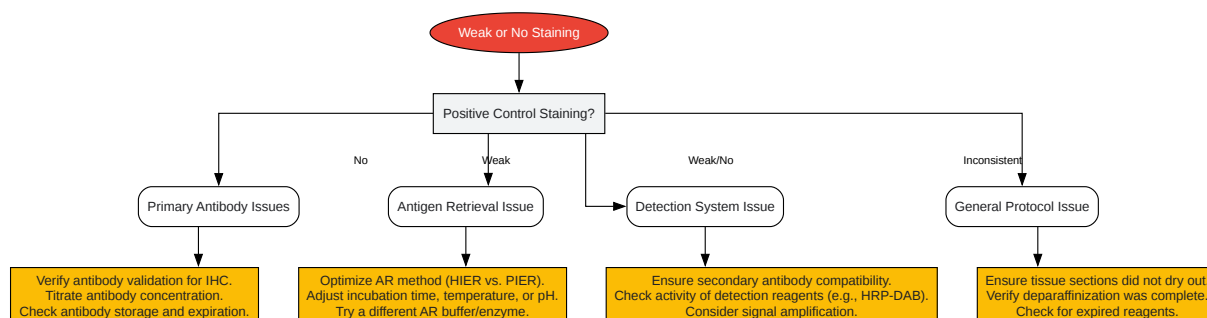 Weak or No Staining
Positive Control Staining?
No
Weak
Weak/No
Inconsistent
Primary Antibody Issues
Antigen Retrieval Issue
Detection System Issue
General Protocol Issue
Verify antibody validation for IHC.
Titrate antibody concentration.
Check antibody storage and expiration.
Optimize AR method (HIER vs. PIER).
Adjust incubation time, temperature, or pH.
Try a different AR buffer/enzyme.
Ensure secondary antibody compatibility.
Check activity of detection reagents (e.g., HRP-DAB).
Consider signal amplification.
Ensure tissue sections did not dry out.
Verify deparaffinization was complete.
Check for expired reagents.